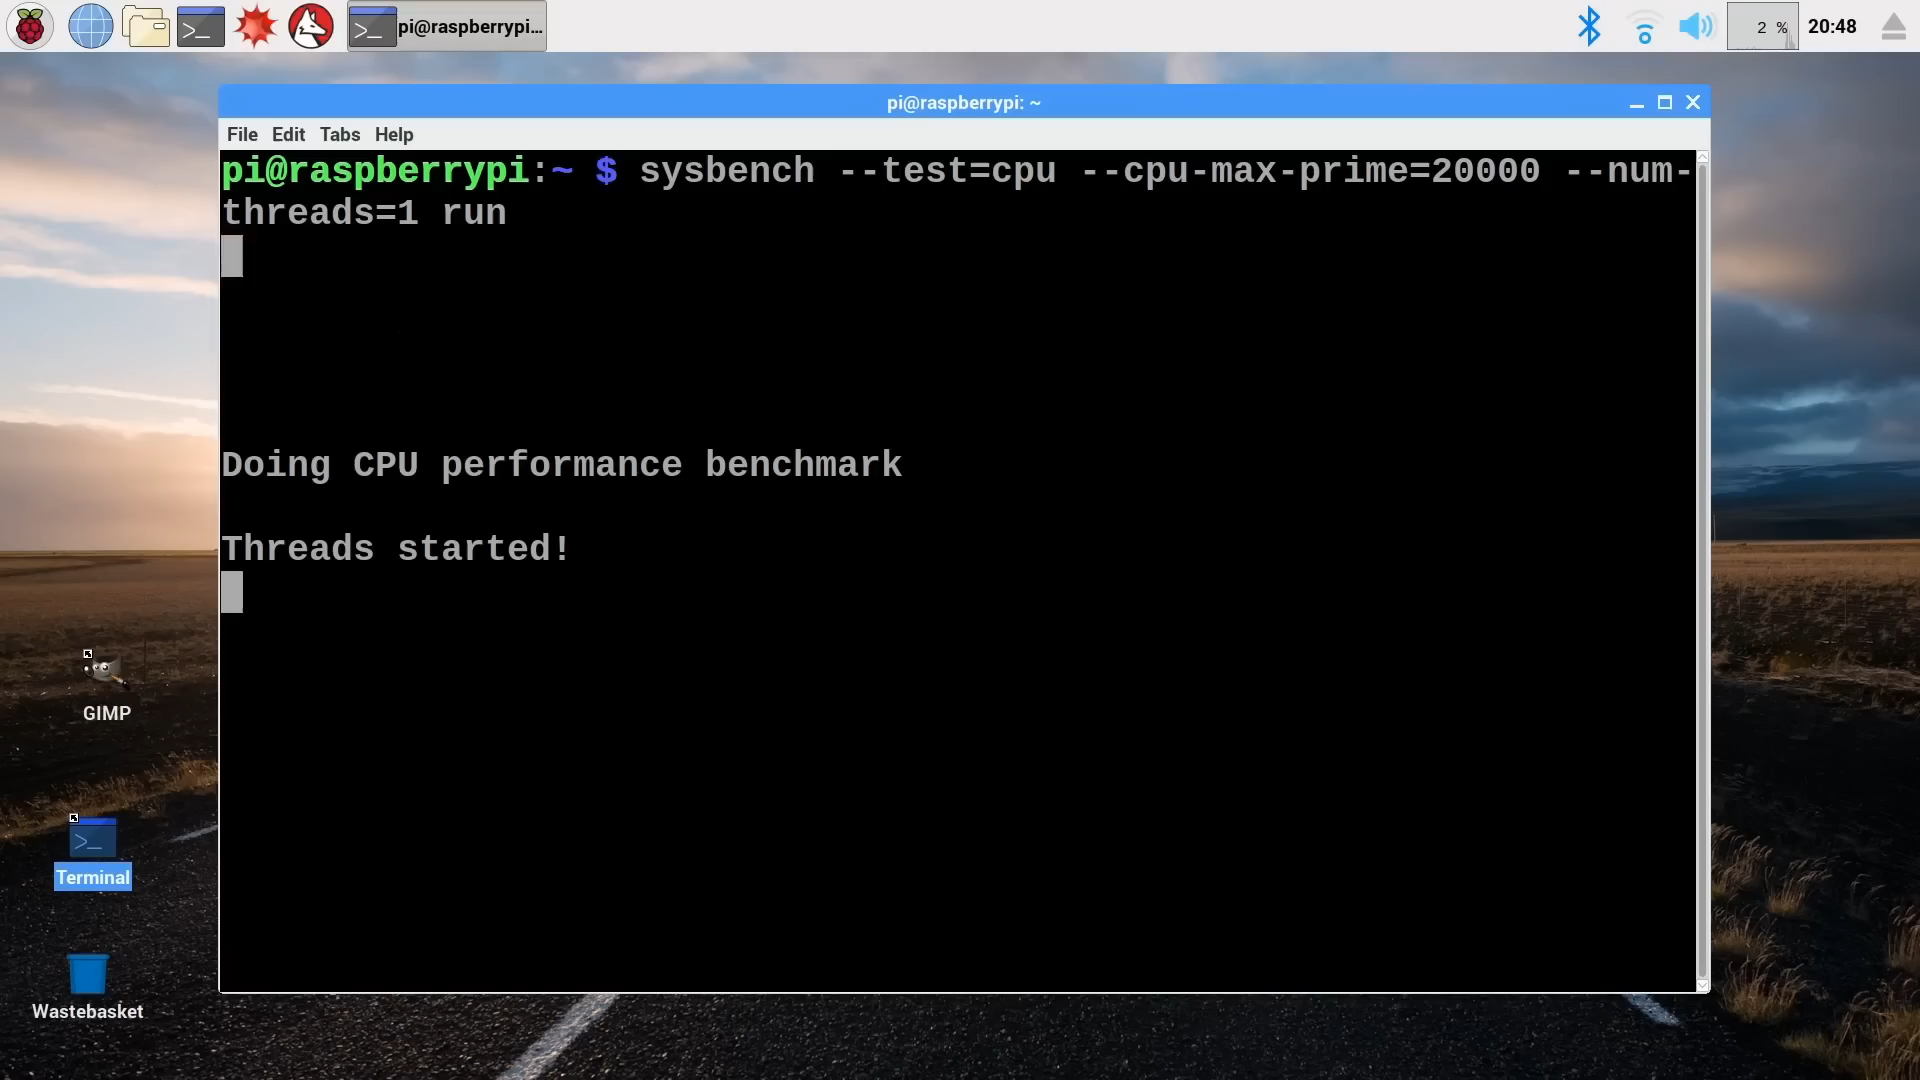 pi@raspberrypi...
2 %
20:48
pi@raspberrypi: ~
File Edit Tabs Help
pi@raspberrypi:~ $ sysbench --test=cpu --cpu-max-prime=20000 --num-
threads=1 run
Doing CPU performance benchmark
Threads started!
GIMP
Terminal
Wastebasket